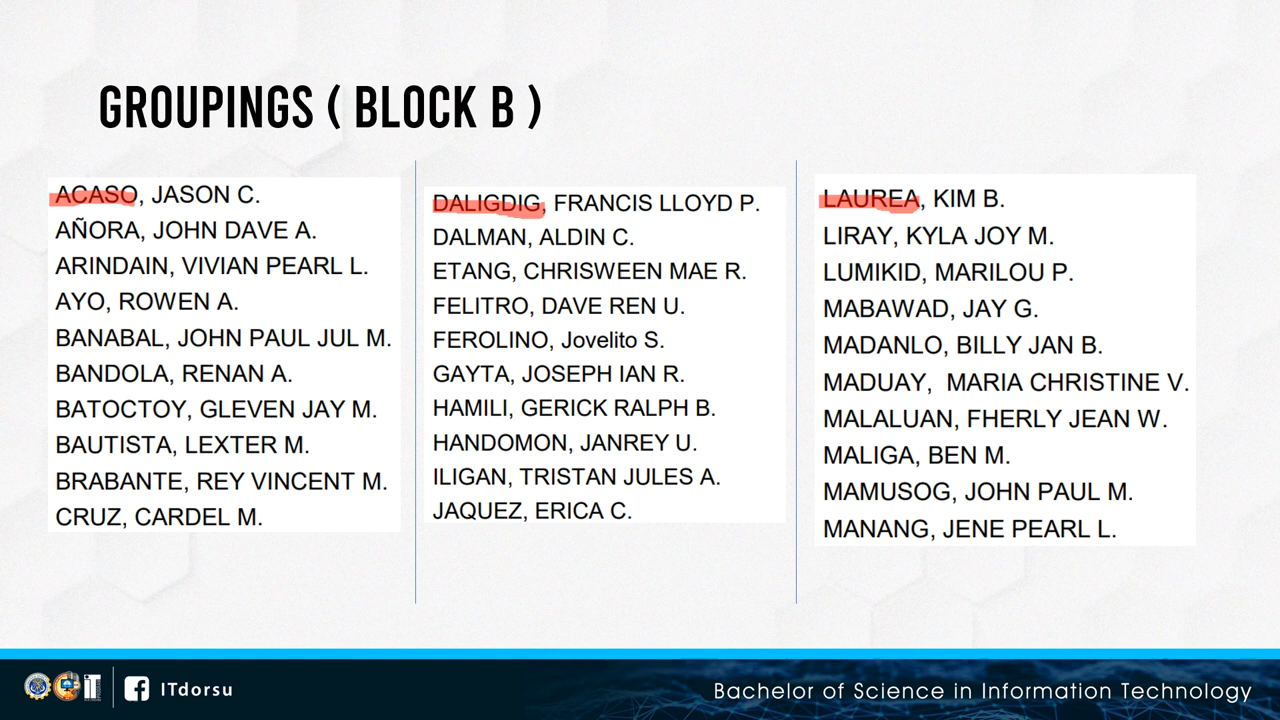 GROUPINGS ( BLOCK B )
ACASO, JASON C.
AÑORA, JOHN DAVE A.
ARINDAIN, VIVIAN PEARL L.
AYO, ROWEN A.
BANABAL, JOHN PAUL JUL M.
BANDOLA, RENAN A.
BATOCTOY, GLEVEN JAY M.
BAUTISTA, LEXTER M.
BRABANTE, REY VINCENT M.
CRUZ, CARDEL M.
DALIGDIG, FRANCIS LLOYD P.
DALMAN, ALDIN C.
ETANG, CHRISWEEN MAE R.
FELITRO, DAVE REN U.
FEROLINO, Jovelito S.
GAYTA, JOSEPH IAN R.
HAMILI, GERICK RALPH B.
HANDOMON, JANREY U.
ILIGAN, TRISTAN JULES A.
JAQUEZ, ERICA C.
LAUREA, KIM B.
LIRAY, KYLA JOY M.
LUMIKID, MARILOU P.
MABAWAD, JAY G.
MADANLO, BILLY JAN B.
MADUAY,  MARIA CHRISTINE V.
MALALUAN, FHERLY JEAN W.
MALIGA, BEN M.
MAMUSOG, JOHN PAUL M.
MANANG, JENE PEARL L.
ITdorsu
Bachelor of Science in Information Technology